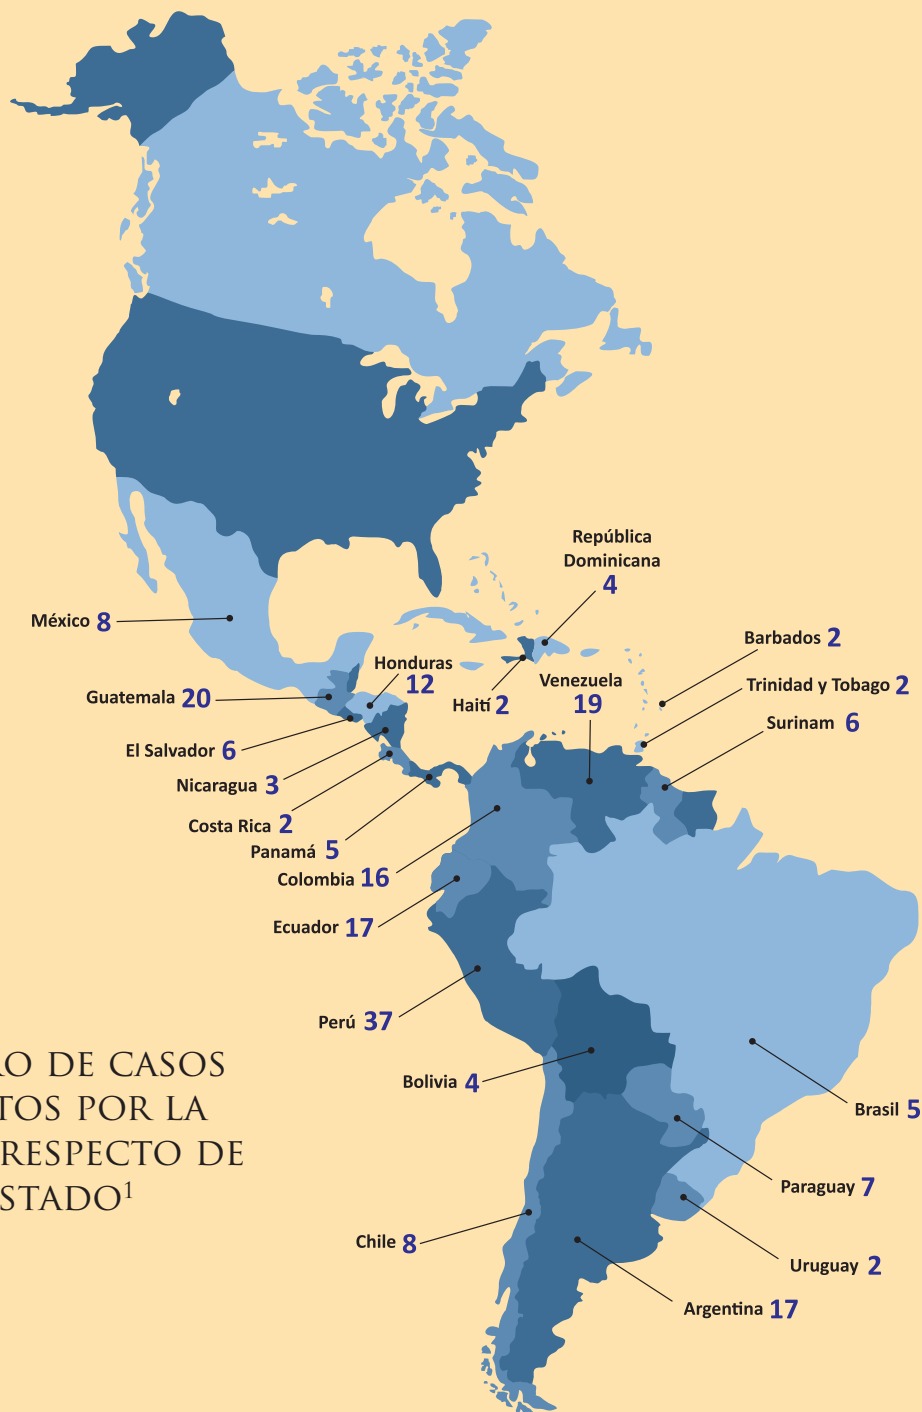 República
Dominicana
4
México 8
Barbados 2
Honduras
12
Venezuela
19
Trinidad y Tobago 2
Guatemala 20
Haití 2
Surinam 6
El Salvador 6
Nicaragua 3
Costa Rica 2
Panamá 5
Colombia 16
Ecuador 17
Perú 37
RO DE CASOS
TOS POR LA
RESPECTO DE
STADO¹
Bolivia 4
Brasil 5
Paraguay 7
Chile 8
Uruguay 2
Argentina 17